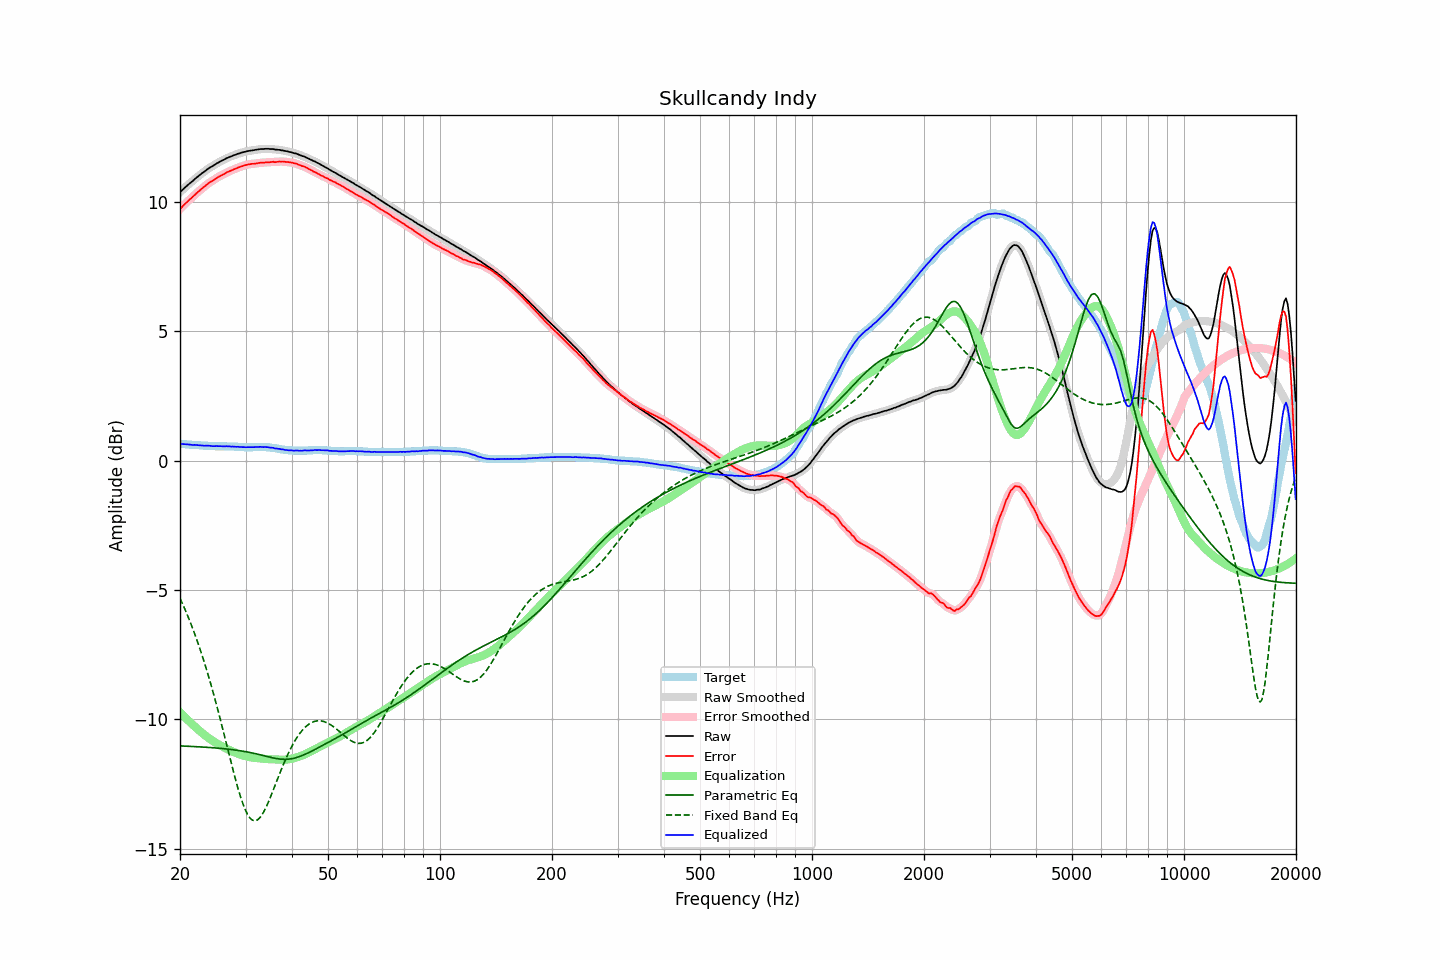 Skullcandy Indy
Amplitude (dBr)
10
5
0
−5
−10
−15
20
50
100
200
500
1000
2000
5000
10000
20000
Frequency (Hz)
Target
Raw Smoothed
Error Smoothed
Raw
Error
Equalization
Parametric Eq
Fixed Band Eq
Equalized